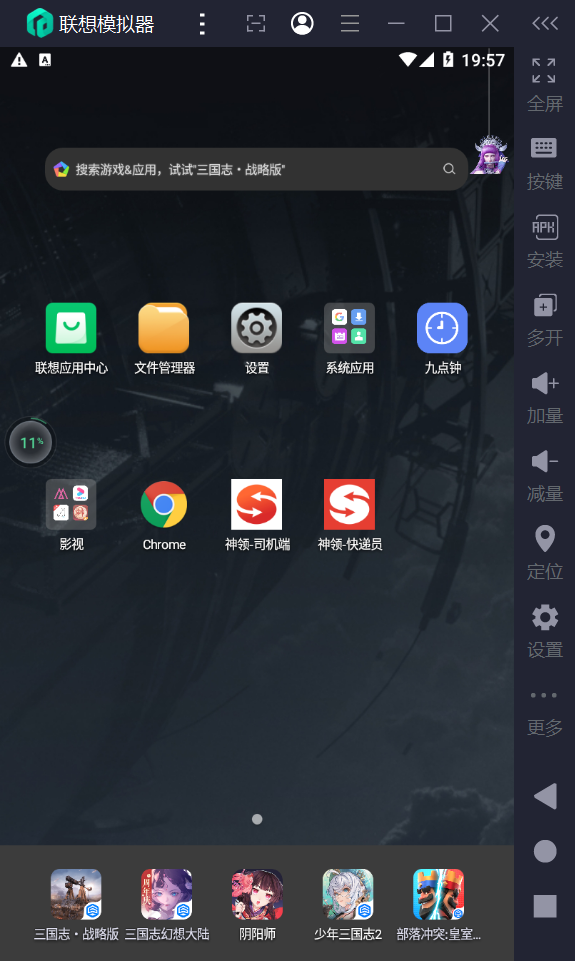 联想模拟器
19:57
搜索游戏&应用，试试"三国志·战略版"
联想应用中心
文件管理器
设置
系统应用
九点钟
11%
影视
Chrome
神领-司机端
神领-快递员
三国志·战略版
三国志幻想大陆
阴阳师
少年三国志2
部落冲突:皇室...
全屏
按键
APK
安装
多开
加量
减量
定位
设置
更多